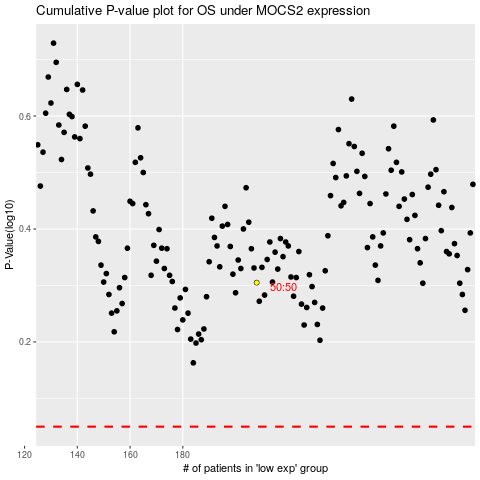 Cumulative P-value plot for OS under MOCS2 expression
P-Value(log10)
0.6
0.4
0.2
50:50
120 140 160 180
# of patients in 'low exp' group